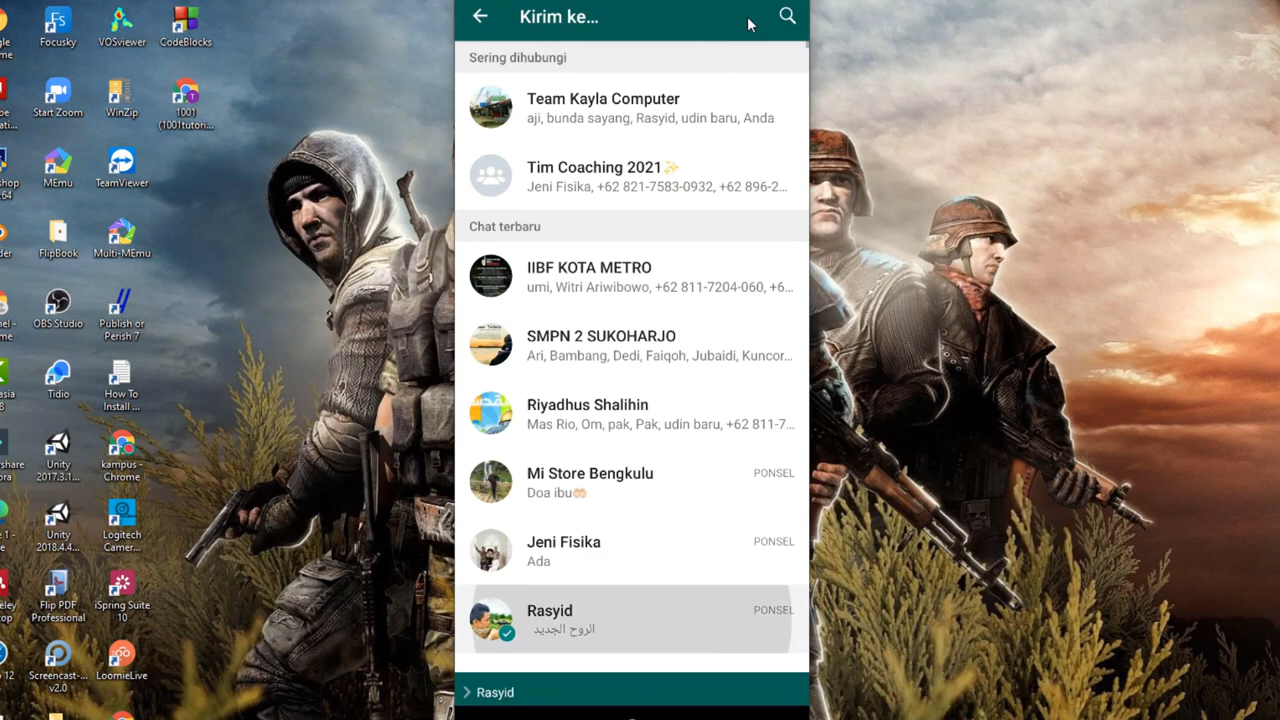 Kirim ke...
Sering dihubungi
Team Kayla Computer
aji, bunda sayang, Rasyid, udin baru, Anda
Tim Coaching 2021✨
Jeni Fisika, +62 821-7583-0932, +62 896-2...
Chat terbaru
IIBF KOTA METRO
umi, Witri Ariwibowo, +62 811-7204-060, +6...
SMPN 2 SUKOHARJO
Ari, Bambang, Dedi, Faiqoh, Jubaidi, Kuncor...
Riyadhus Shalihin
Mas Rio, Om, pak, Pak, udin baru, +62 811-7...
Mi Store Bengkulu
PONSEL
Doa ibu🤲🏻
Jeni Fisika
PONSEL
Ada
Rasyid
PONSEL
الروح الجديد
Rasyid
Fs
Focusky
VOSviewer
CodeBlocks
Start Zoom
WinZip
1001
(1001tutori...
MEmu
TeamViewer
FlipBook
Multi-MEmu
OBS Studio
Publish or
Perish 7
Tidio
How To
Install ...
Unity
2017.3.1...
kampus -
Chrome
Unity
2018.4.4...
Logitech
Camer...
Flip PDF
Professional
iSpring Suite
10
Screencast-...
v2.0
LoomieLive